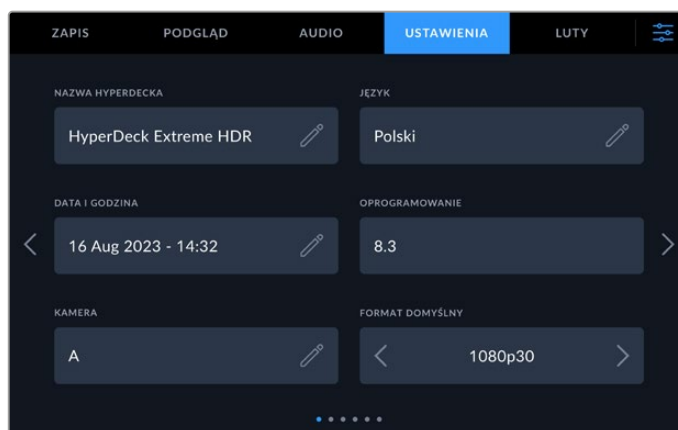 ZAPIS PODGLĄD AUDIO USTAWIENIA LUTY
NAZWA HYPERDECKA JĘZYK
HyperDeck Extreme HDR Polski
DATA I GODZINA OPROGRAMOWANIE
16 Aug 2023 - 14:32 8.3
KAMERA FORMAT DOMYŚLNY
A 1080p30